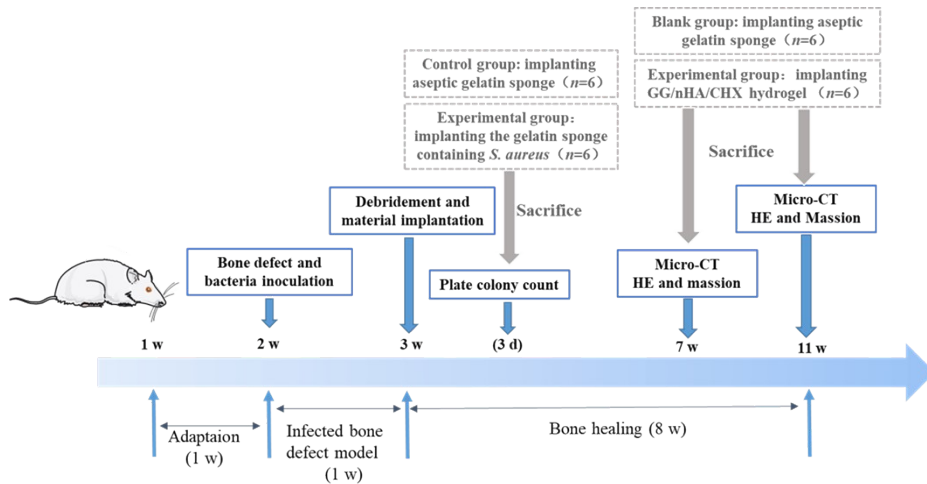 Blank group: implanting aseptic
gelatin sponge（n=6）
Control group: implanting
aseptic gelatin sponge（n=6）
Experimental group： implanting
GG/nHA/CHX hydrogel （n=6）
Experimental group：
implanting the gelatin sponge
containing S. aureus（n=6）
Sacrifice
Sacrifice
Debridement and
material implantation
Micro-CT
HE and Massion
Bone defect and
bacteria inoculation
Plate colony count
Micro-CT
HE and massion
1 w
2 w
3 w
(3 d)
7 w
11 w
Adaptaion
(1 w)
Infected bone
defect model
(1 w)
Bone healing (8 w)